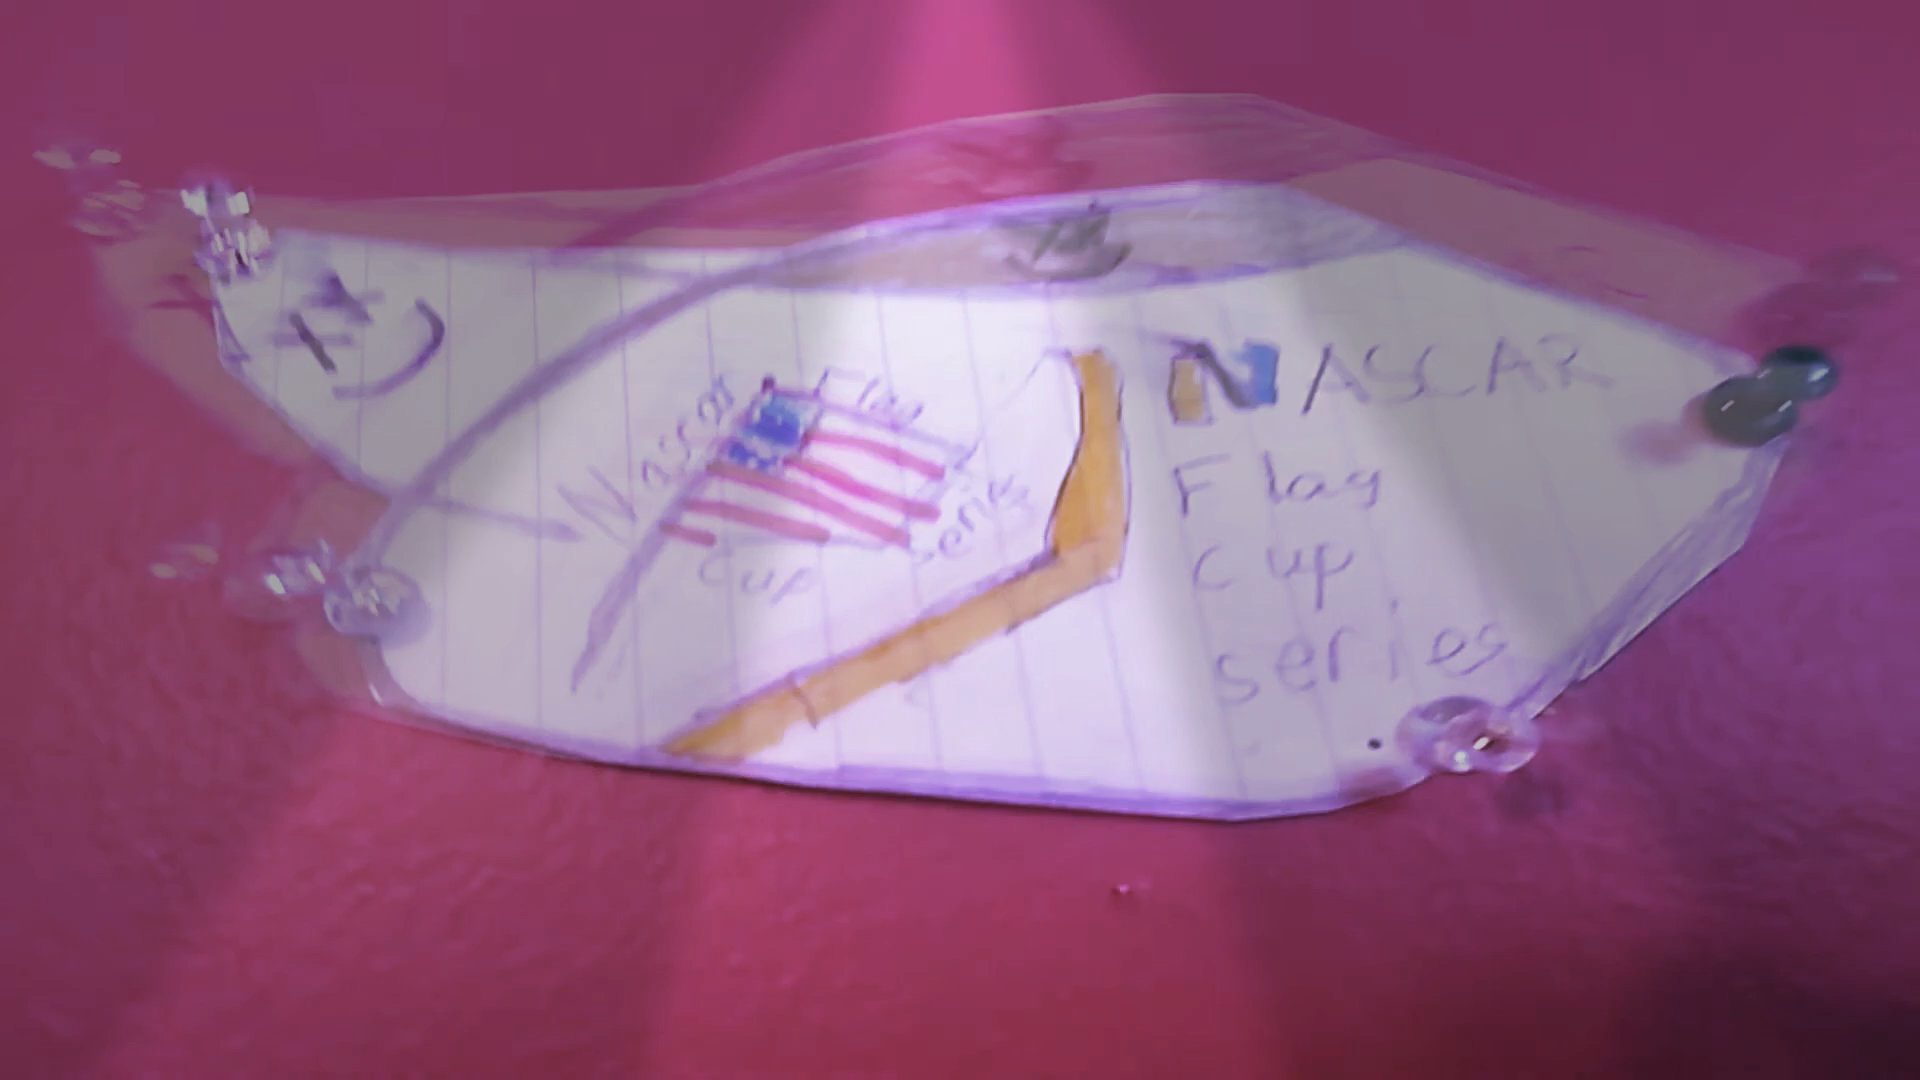 Nascar Flag
Cup Series
NASCAR
Flag
cup
series